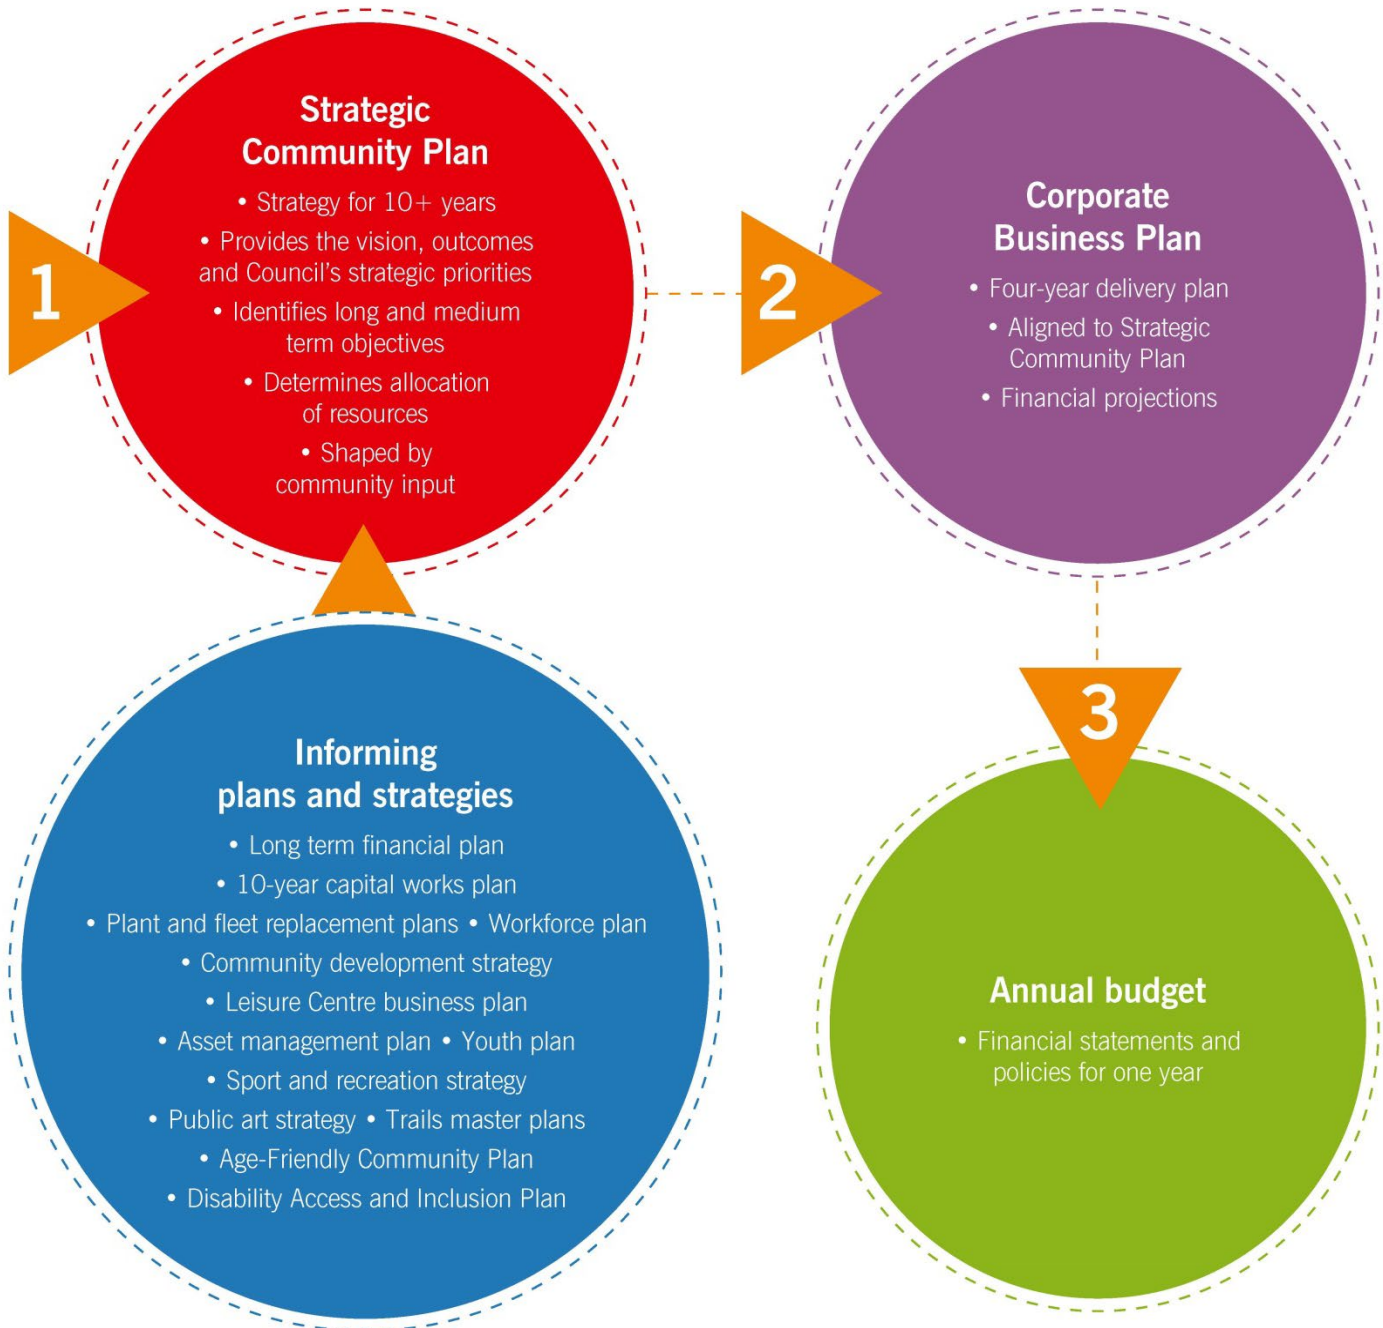 1
Strategic
Community Plan
• Strategy for 10+ years
• Provides the vision, outcomes
and Council's strategic priorities
• Identifies long and medium
term objectives
• Determines allocation
of resources
• Shaped by
community input
2
Corporate
Business Plan
• Four-year delivery plan
• Aligned to Strategic
Community Plan
• Financial projections
3
Annual budget
• Financial statements and
policies for one year
Informing
plans and strategies
• Long term financial plan
• 10-year capital works plan
• Plant and fleet replacement plans • Workforce plan
• Community development strategy
• Leisure Centre business plan
• Asset management plan • Youth plan
• Sport and recreation strategy
• Public art strategy • Trails master plans
• Age-Friendly Community Plan
• Disability Access and Inclusion Plan